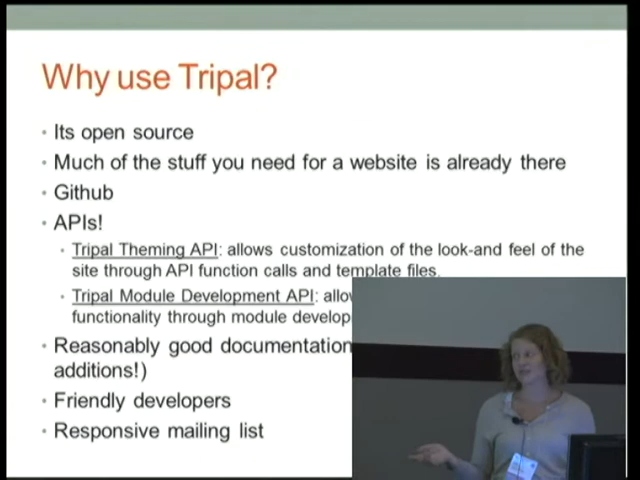 Why use Tripal?
Its open source
Much of the stuff you need for a website is already there
Github
APIs!
Tripal Theming API: allows customization of the look-and feel of the
site through API function calls and template files.
Tripal Module Development API:
functionality through module
Reasonably good documentation
additions!)
Friendly developers
Responsive mailing list